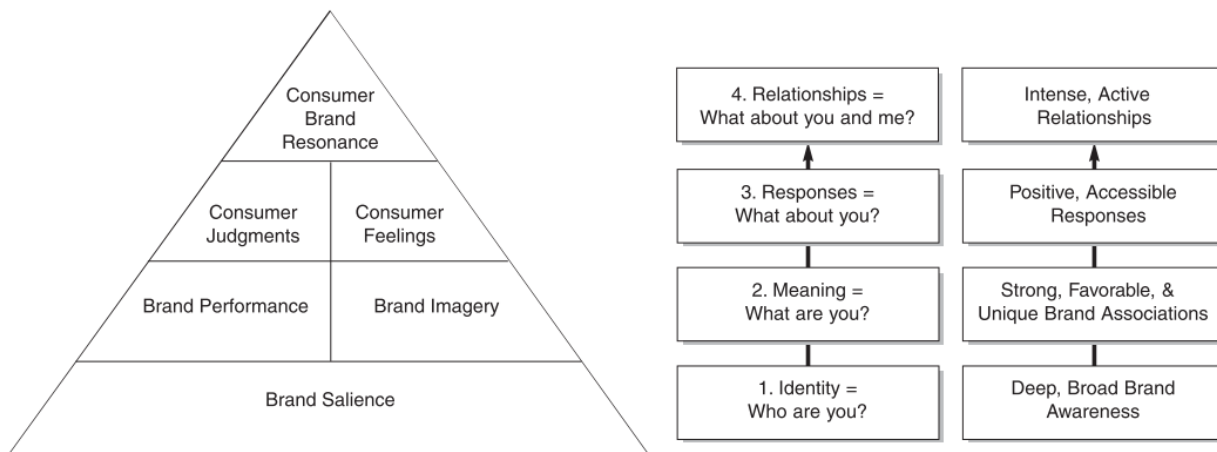 Consumer
Brand
Resonance
Consumer
Judgments
Consumer
Feelings
Brand Performance
Brand Imagery
Brand Salience
4. Relationships =
What about you and me?
3. Responses =
What about you?
2. Meaning =
What are you?
1. Identity =
Who are you?
Intense, Active
Relationships
Positive, Accessible
Responses
Strong, Favorable, &
Unique Brand Associations
Deep, Broad Brand
Awareness